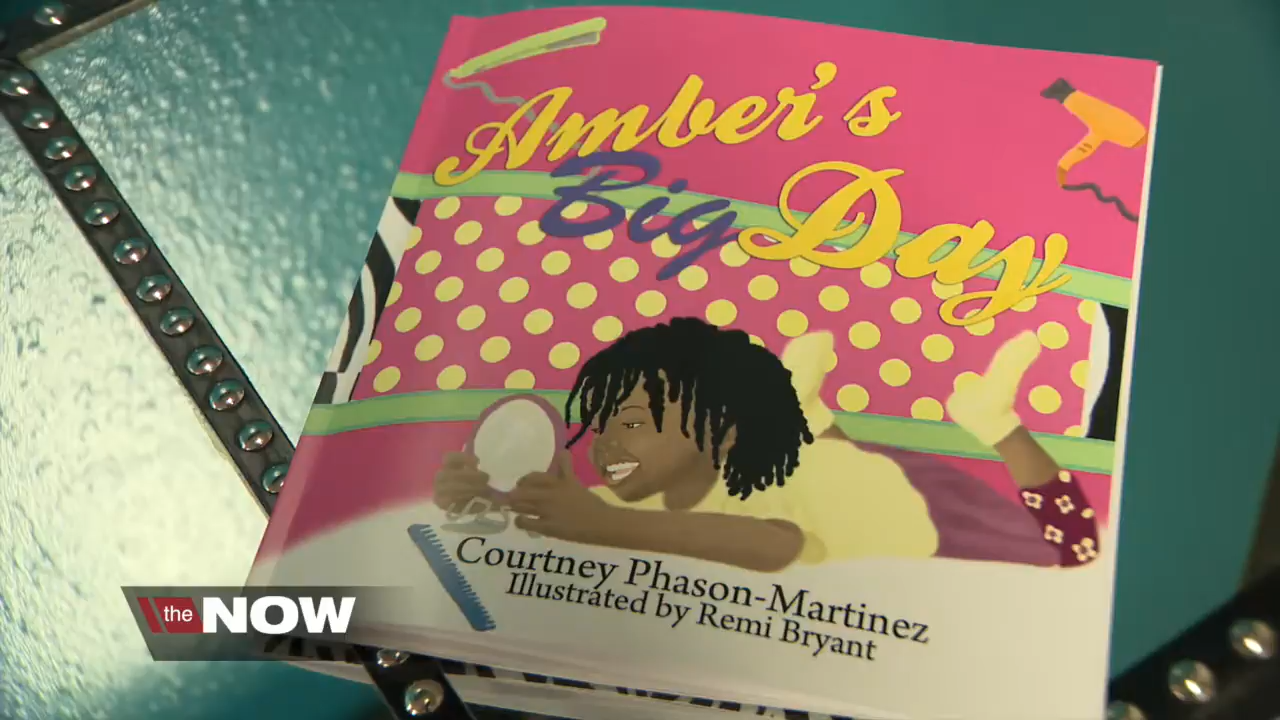 Amber's
Big Day
Courtney Phason-Martinez
Illustrated by Remi Bryant
the NOW